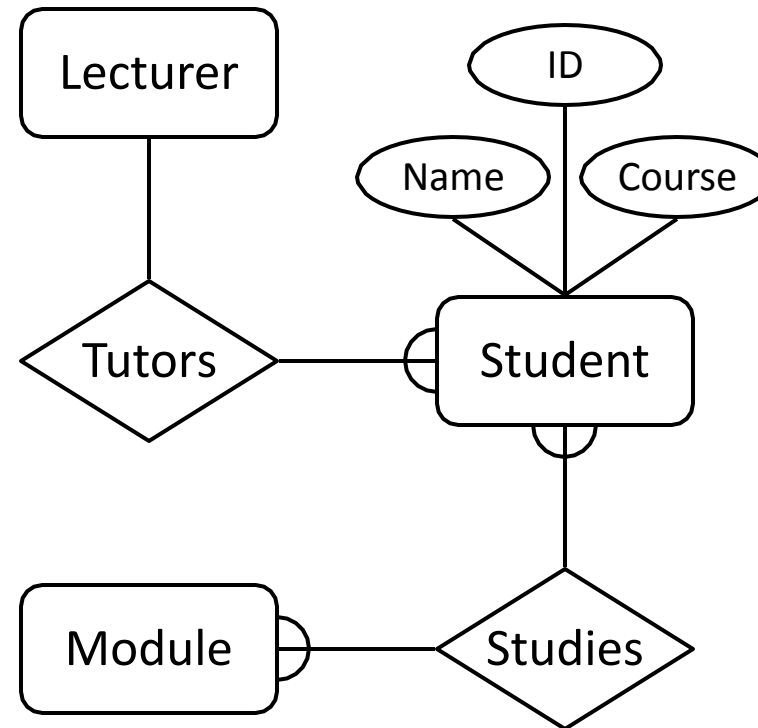 Lecturer
ID
Name
Course
Tutors
Student
Module
Studies